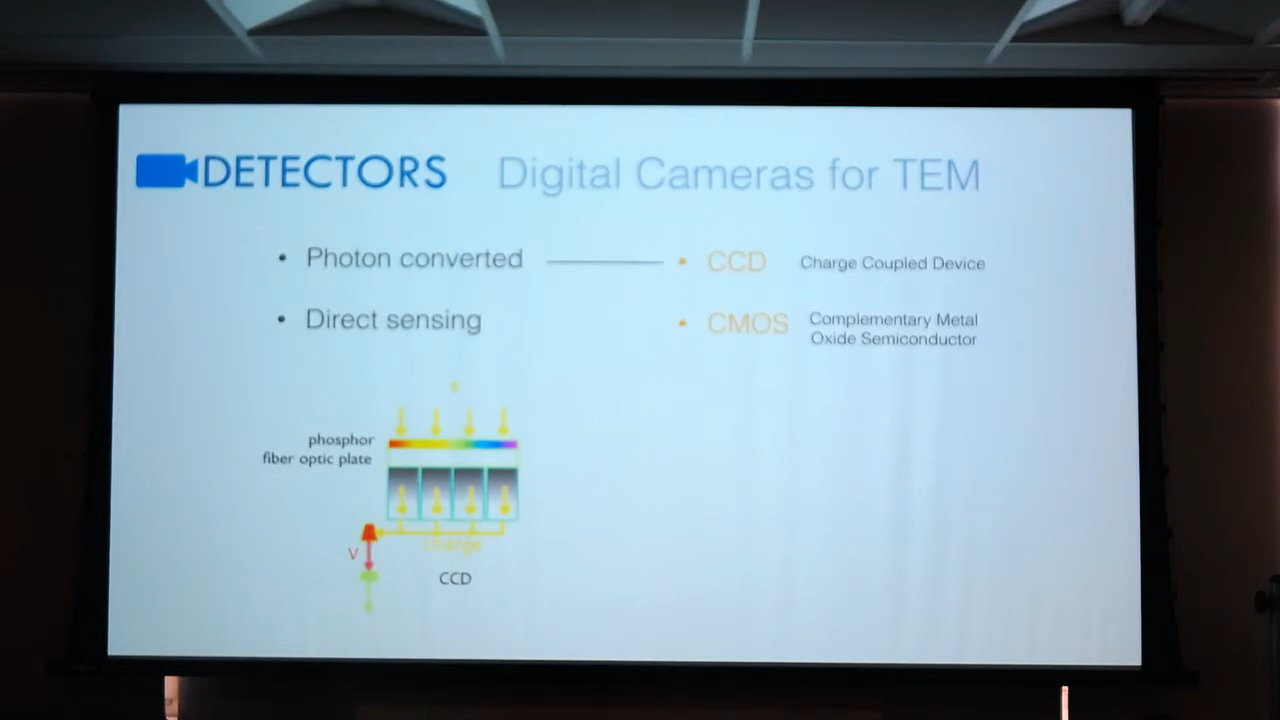 DETECTORS Digital Cameras for TEM
• Photon converted
• CCD Charge Coupled Device
• Direct sensing
• CMOS Complementary Metal
Oxide Semiconductor
phosphor
fiber optic plate
V
charge
CCD